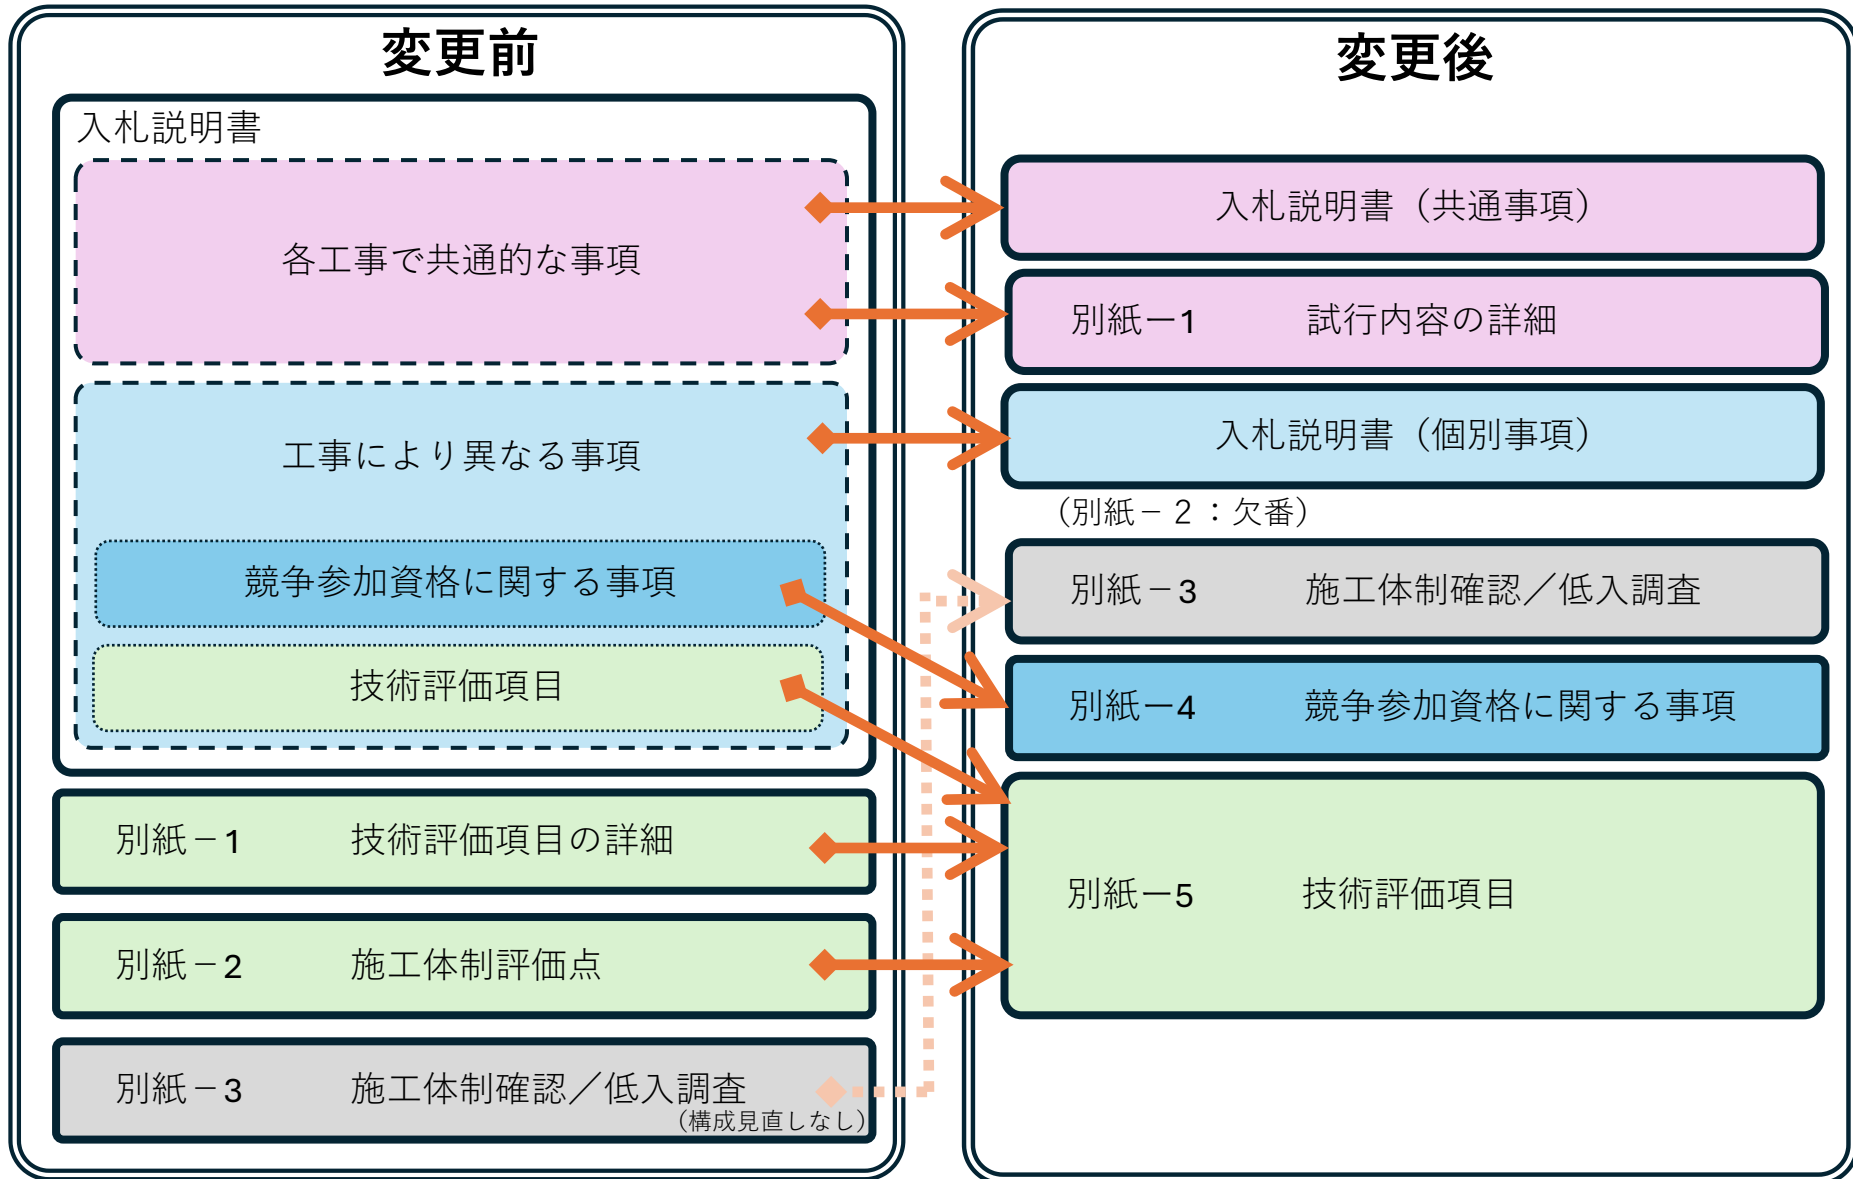 変更前
入札説明書
各工事で共通的な事項
工事により異なる事項
競争参加資格に関する事項
技術評価項目
別紙－1 技術評価項目の詳細
別紙－2 施工体制評価点
別紙－3 施工体制確認／低入調査
（構成見直しなし）
変更後
入札説明書（共通事項）
別紙ー1 試行内容の詳細
入札説明書（個別事項）
（別紙－２：欠番）
別紙－3 施工体制確認／低入調査
別紙ー4 競争参加資格に関する事項
別紙ー5 技術評価項目